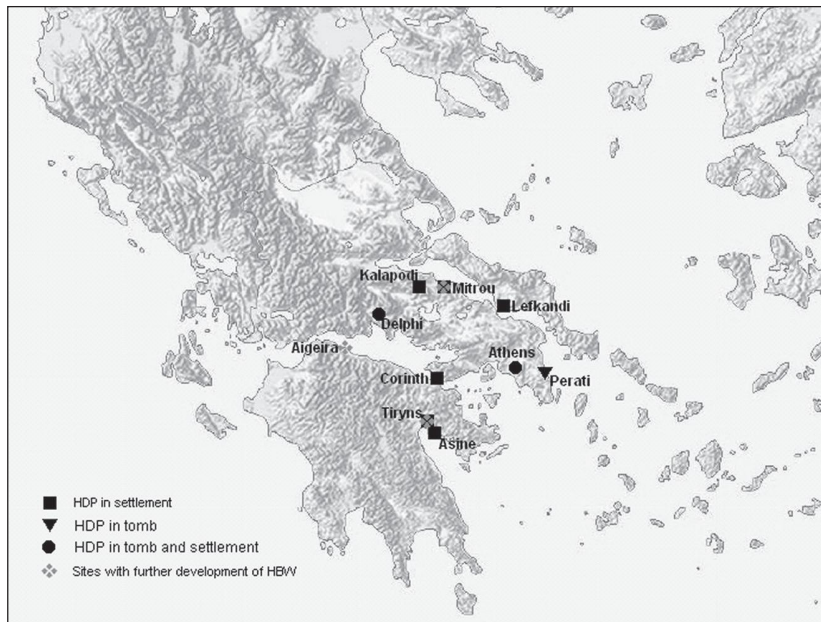 Kalapodi
Mitrou
Lefkandi
Delphi
Aigeira
Athens
Corinth
Perati
Tiryns
Asine
HDP in settlement
HDP in tomb
HDP in tomb and settlement
Sites with further development of HBW